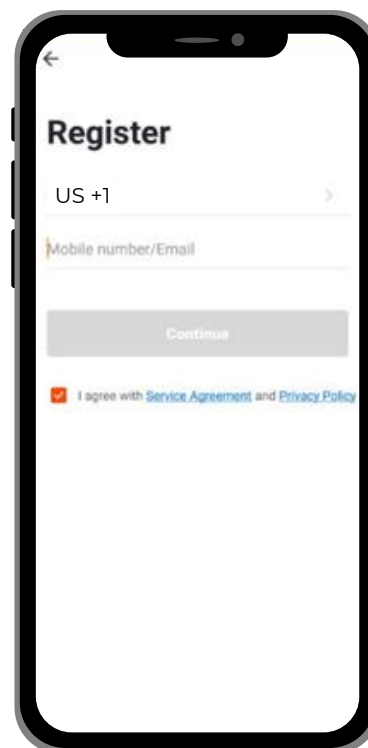 Register
US +1
Mobile number/Email
Continue
I agree with Service Agreement and Privacy Policy